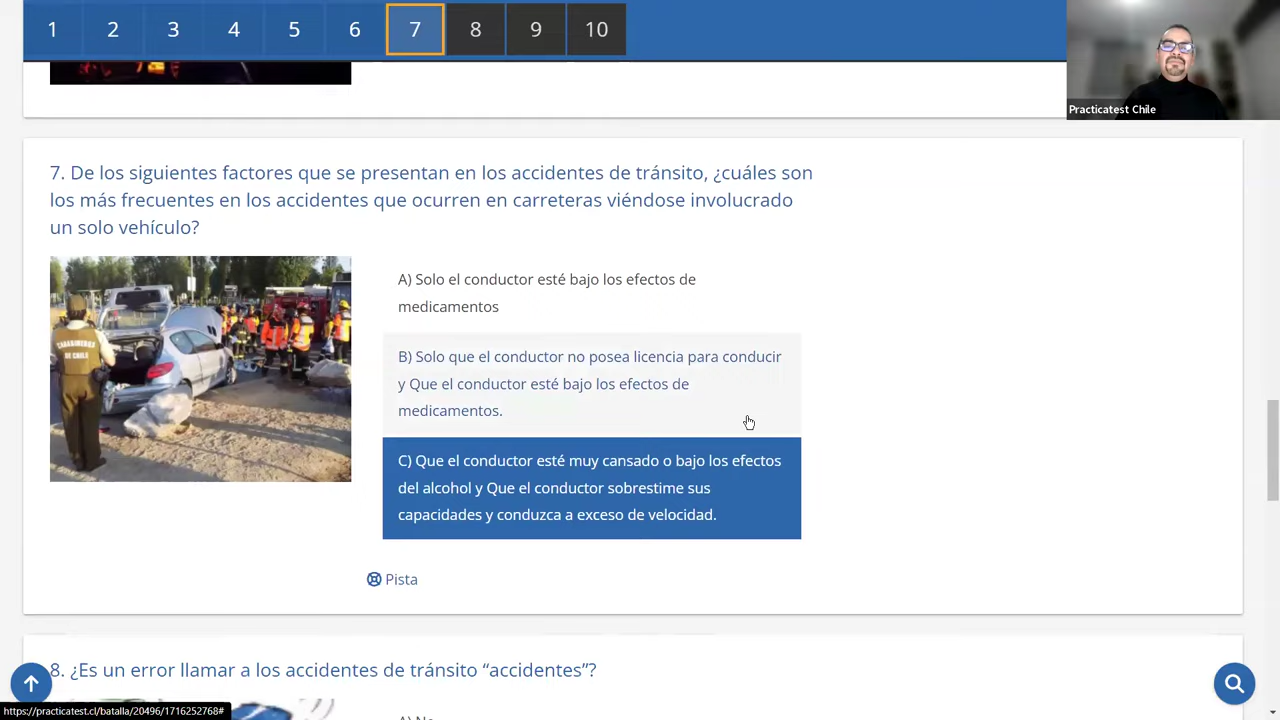 1 2 3 4 5 6 7 8 9 10
Practicatest Chile
7. De los siguientes factores que se presentan en los accidentes de tránsito, ¿cuáles son
los más frecuentes en los accidentes que ocurren en carreteras viéndose involucrado
un solo vehículo?
CARABINEROS
DE CHILE
A) Solo el conductor esté bajo los efectos de
medicamentos
B) Solo que el conductor no posea licencia para conducir
y Que el conductor esté bajo los efectos de
medicamentos.
C) Que el conductor esté muy cansado o bajo los efectos
del alcohol y Que el conductor sobrestime sus
capacidades y conduzca a exceso de velocidad.
Pista
8. ¿Es un error llamar a los accidentes de tránsito “accidentes”?
A) No
https://practicatest.cl/batalla/20496/1716252768#